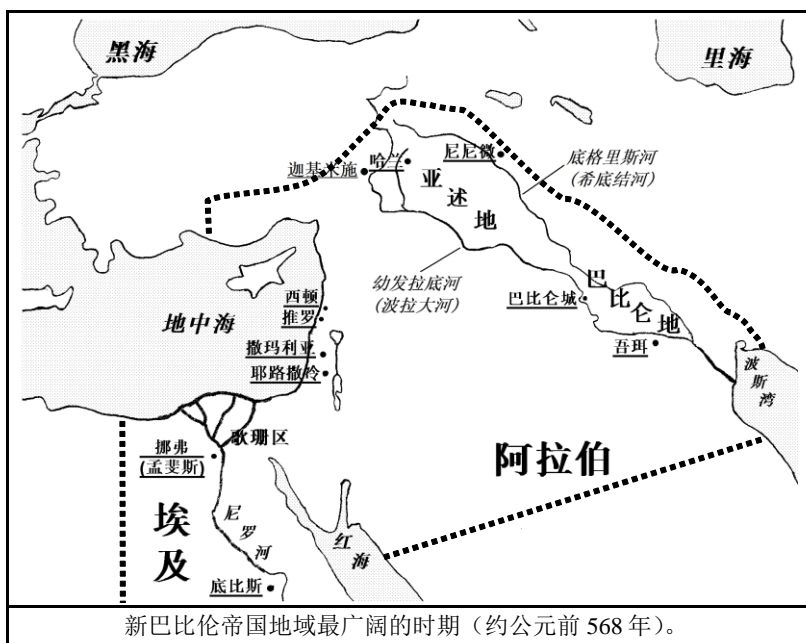 黑海
里海
迦基米施
哈兰
尼尼微
底格里斯河
(希底结河)
亚述地
幼发拉底河
(波拉大河)
巴比仑城
巴比仑地
吾珥
波斯湾
地中海
西顿
推罗
撒玛利亚
耶路撒冷
歌珊区
挪弗
(孟斐斯)
埃及
尼罗河
底比斯
红海
阿拉伯
新巴比伦帝国地域最广阔的时期（约公元前 568 年）。